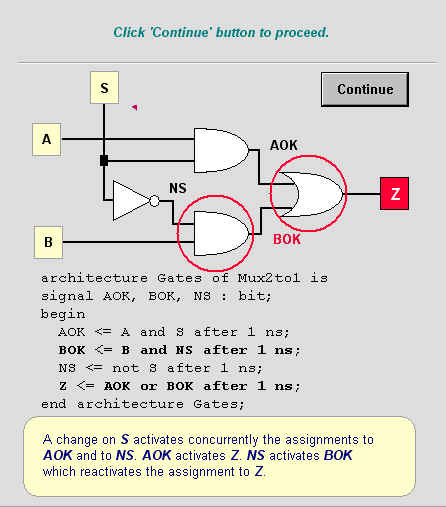 Click 'Continue' button to proceed.
S
Continue
A
AOK
NS
Z
B
BOK
architecture Gates of Mux2to1 is
signal AOK, BOK, NS : bit;
begin
AOK <= A and S after 1 ns;
BOK <= B and NS after 1 ns;
NS <= not S after 1 ns;
Z <= AOK or BOK after 1 ns;
end architecture Gates;
A change on S activates concurrently the assignments to
AOK and to NS. AOK activates Z. NS activates BOK
which reactivates the assignment to Z.